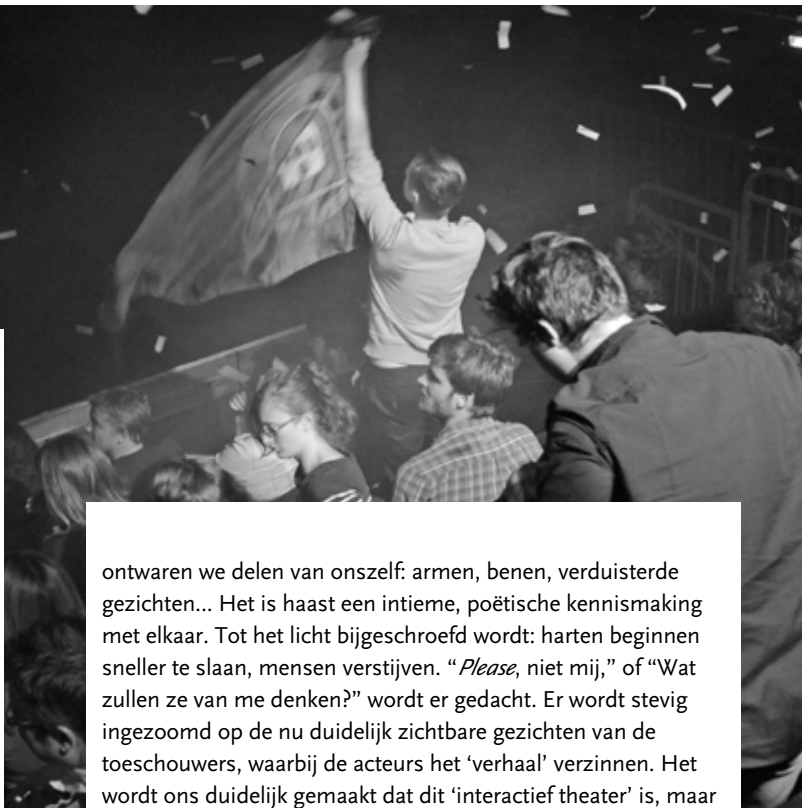 ontwaren we delen van onszelf: armen, benen, verduisterde
gezichten... Het is haast een intieme, poëtische kennismaking
met elkaar. Tot het licht bijgeschroefd wordt: harten beginnen
sneller te slaan, mensen verstijven. “Please, niet mij,” of “Wat
zullen ze van me denken?” wordt er gedacht. Er wordt stevig
ingezoomd op de nu duidelijk zichtbare gezichten van de
toeschouwers, waarbij de acteurs het ‘verhaal’ verzinnen. Het
wordt ons duidelijk gemaakt dat dit ‘interactief theater’ is, maar